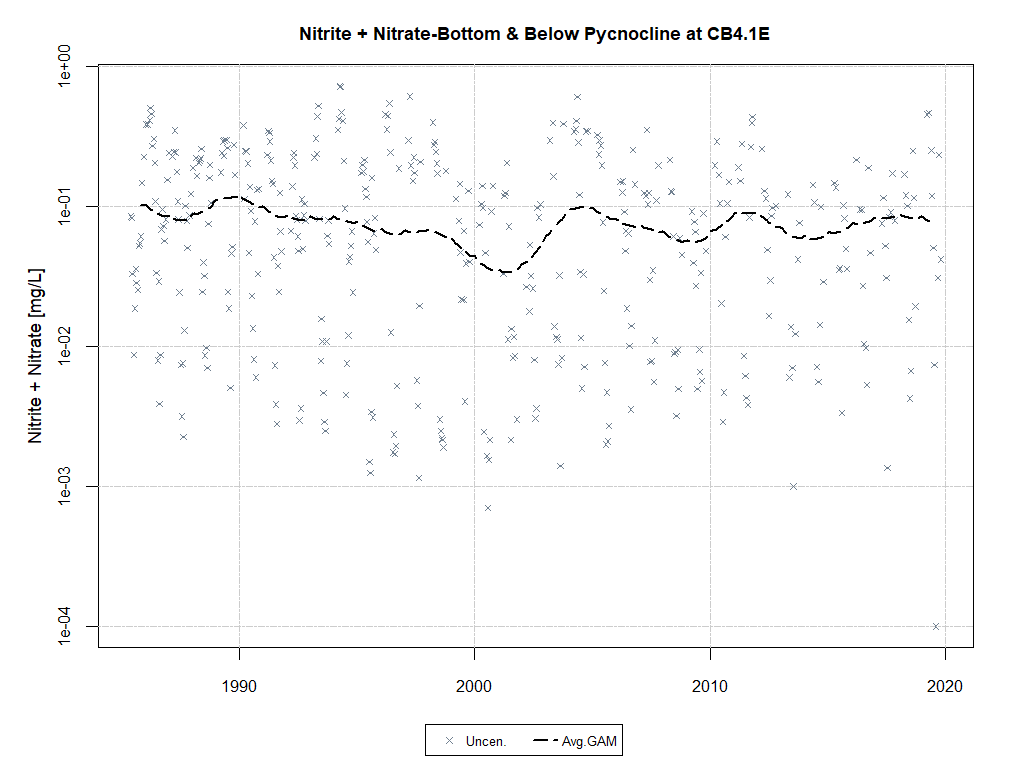 Nitrite + Nitrate-Bottom & Below Pycnocline at CB4.1E
Nitrite + Nitrate [mg/L]
1e+00
1e-01
1e-02
1e-03
1e-04
1990
2000
2010
2020
Uncen.
Avg.GAM